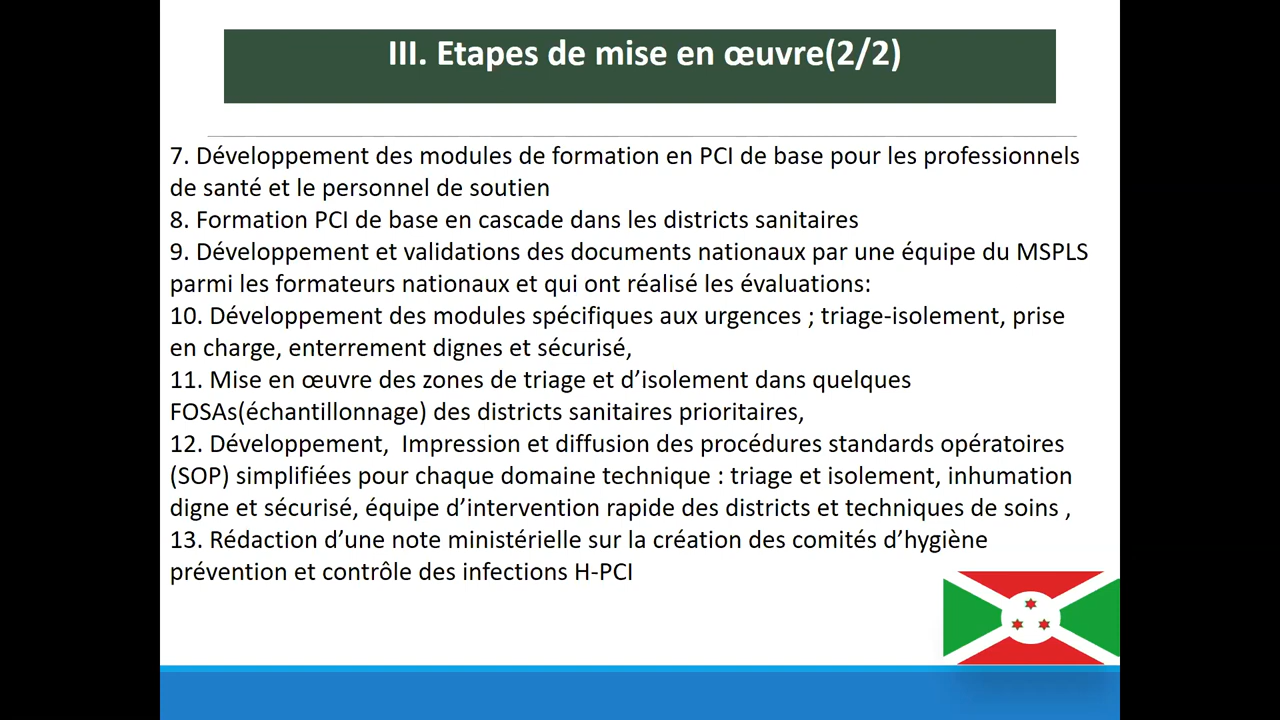 III. Etapes de mise en œuvre(2/2)
7. Développement des modules de formation en PCI de base pour les professionnels
de santé et le personnel de soutien
8. Formation PCI de base en cascade dans les districts sanitaires
9. Développement et validations des documents nationaux par une équipe du MSPLS
parmi les formateurs nationaux et qui ont réalisé les évaluations:
10. Développement des modules spécifiques aux urgences ; triage-isolement, prise
en charge, enterrement dignes et sécurisé,
11. Mise en œuvre des zones de triage et d’isolement dans quelques
FOSAs(échantillonnage) des districts sanitaires prioritaires,
12. Développement,  Impression et diffusion des procédures standards opératoires
(SOP) simplifiées pour chaque domaine technique : triage et isolement, inhumation
digne et sécurisé, équipe d’intervention rapide des districts et techniques de soins ,
13. Rédaction d’une note ministérielle sur la création des comités d’hygiène
prévention et contrôle des infections H-PCI